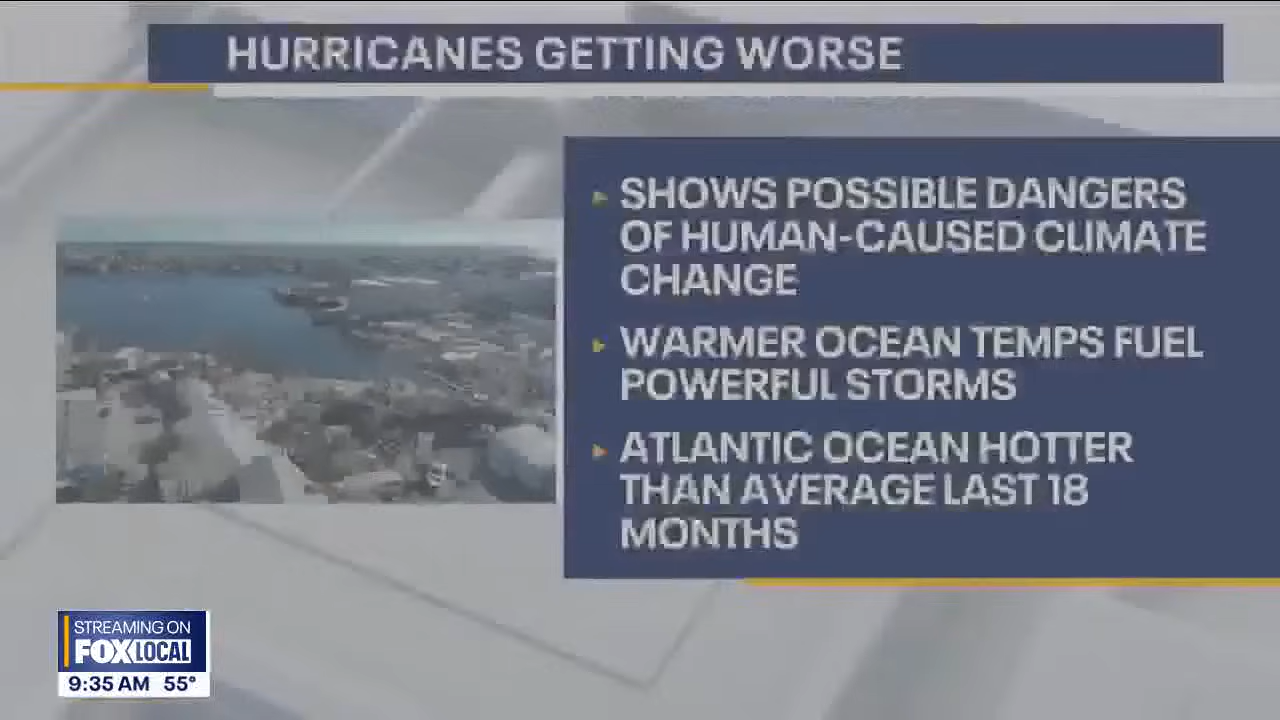 HURRICANES GETTING WORSE
SHOWS POSSIBLE DANGERS
OF HUMAN-CAUSED CLIMATE
CHANGE
WARMER OCEAN TEMPS FUEL
POWERFUL STORMS
ATLANTIC OCEAN HOTTER
THAN AVERAGE LAST 18
MONTHS
STREAMING ON
FOX LOCAL
9:35 AM 55°